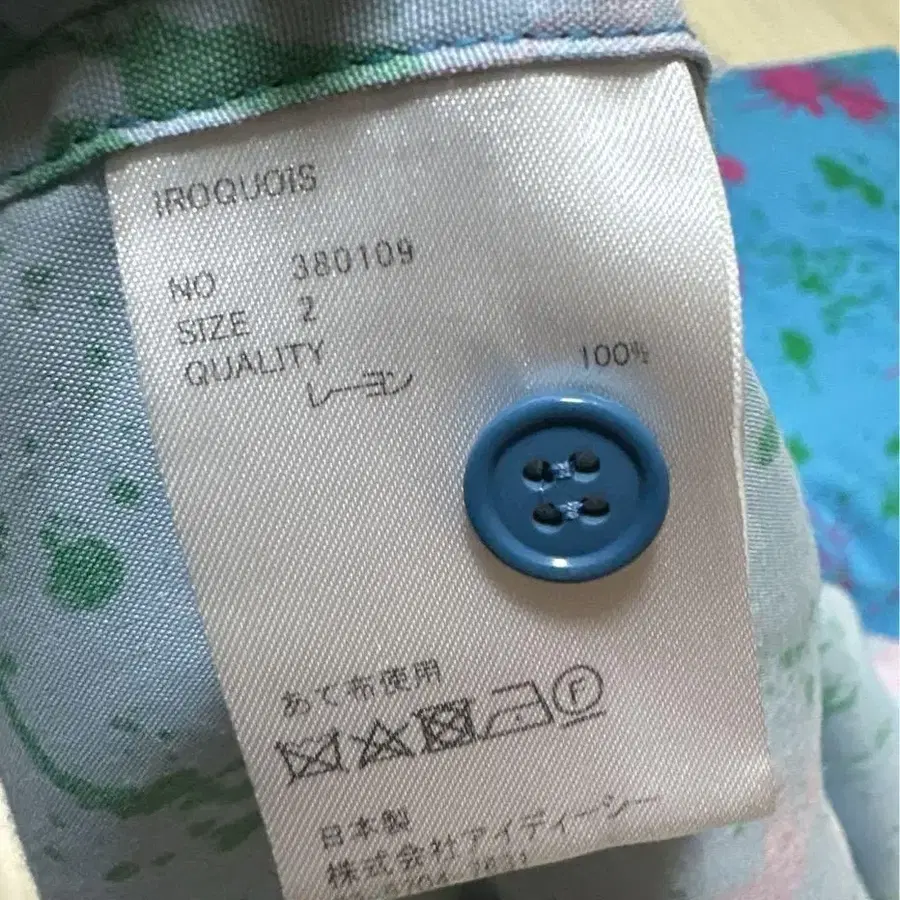 IROQUOIS
NO 380109
SIZE 2
QUALITY
レーヨン 100%
あて布使用
F
日本製
株式会社アイディーシー